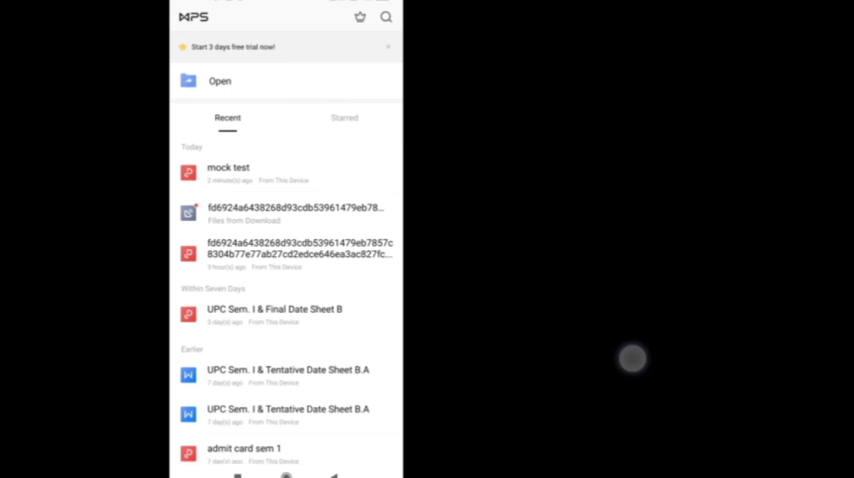 WPS
Start 3 days free trial now!
Open
Recent
Starred
Today
mock test
2 minute(s) ago From This Device
fd6924a6438268d93cdb53961479eb78...
Files from Download
fd6924a6438268d93cdb53961479eb7857c
8304b77e77ab27cd2edce646ea3ac827fc...
3 hour(s) ago From This Device
Within Seven Days
UPC Sem. I & Final Date Sheet B
3 day(s) ago From This Device
Earlier
UPC Sem. I & Tentative Date Sheet B.A
7 day(s) ago From This Device
UPC Sem. I & Tentative Date Sheet B.A
7 day(s) ago From This Device
admit card sem 1
7 day(s) ago From This Device